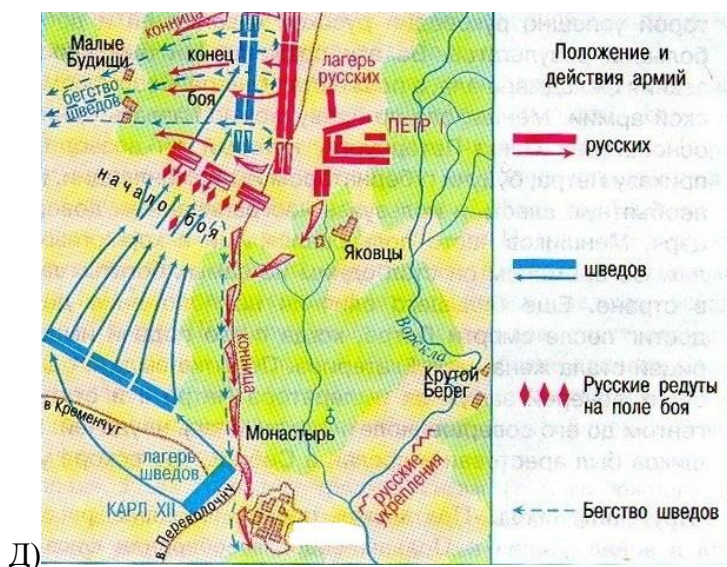 конница
Малые
Будищи
конец
боя
бегство
шведов
лагерь
русских
ПЕТР I
начало боя
Яковцы
Ворскла
конница
Крутой
Берег
Монастырь
в Кременчуг
лагерь
шведов
КАРЛ XII
в Переволочну
русские
укрепления
Положение и
действия армий
русских
шведов
Русские редуты
на поле боя
Бегство шведов
Д)